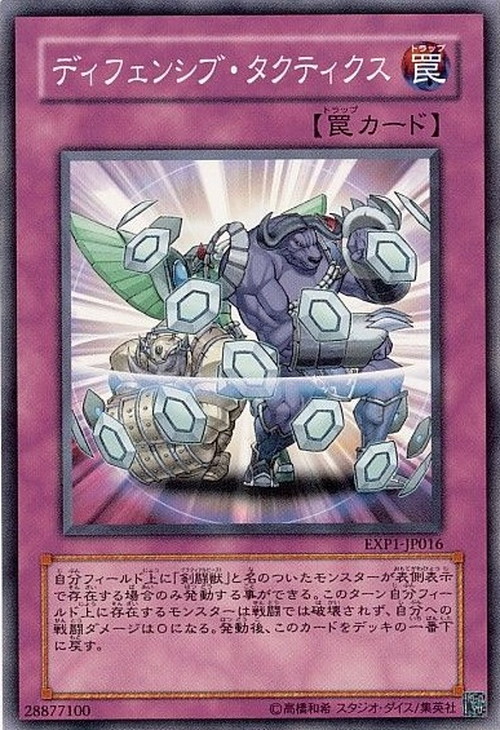 ディフェンシブ・タクティクス
トラップ
罠
トラップ
【罠カード】
EXP1-JP016
自分フィールド上に「剣闘獣」と名のついたモンスターが表側表示
で存在する場合のみ発動する事ができる。このターン自分フィ
ールド上に存在するモンスターは戦闘では破壊されず、自分への
戦闘ダメージは0になる。発動後、このカードをデッキの一番下
に戻す。
28877100
©高橋和希 スタジオ・ダイス/集英社